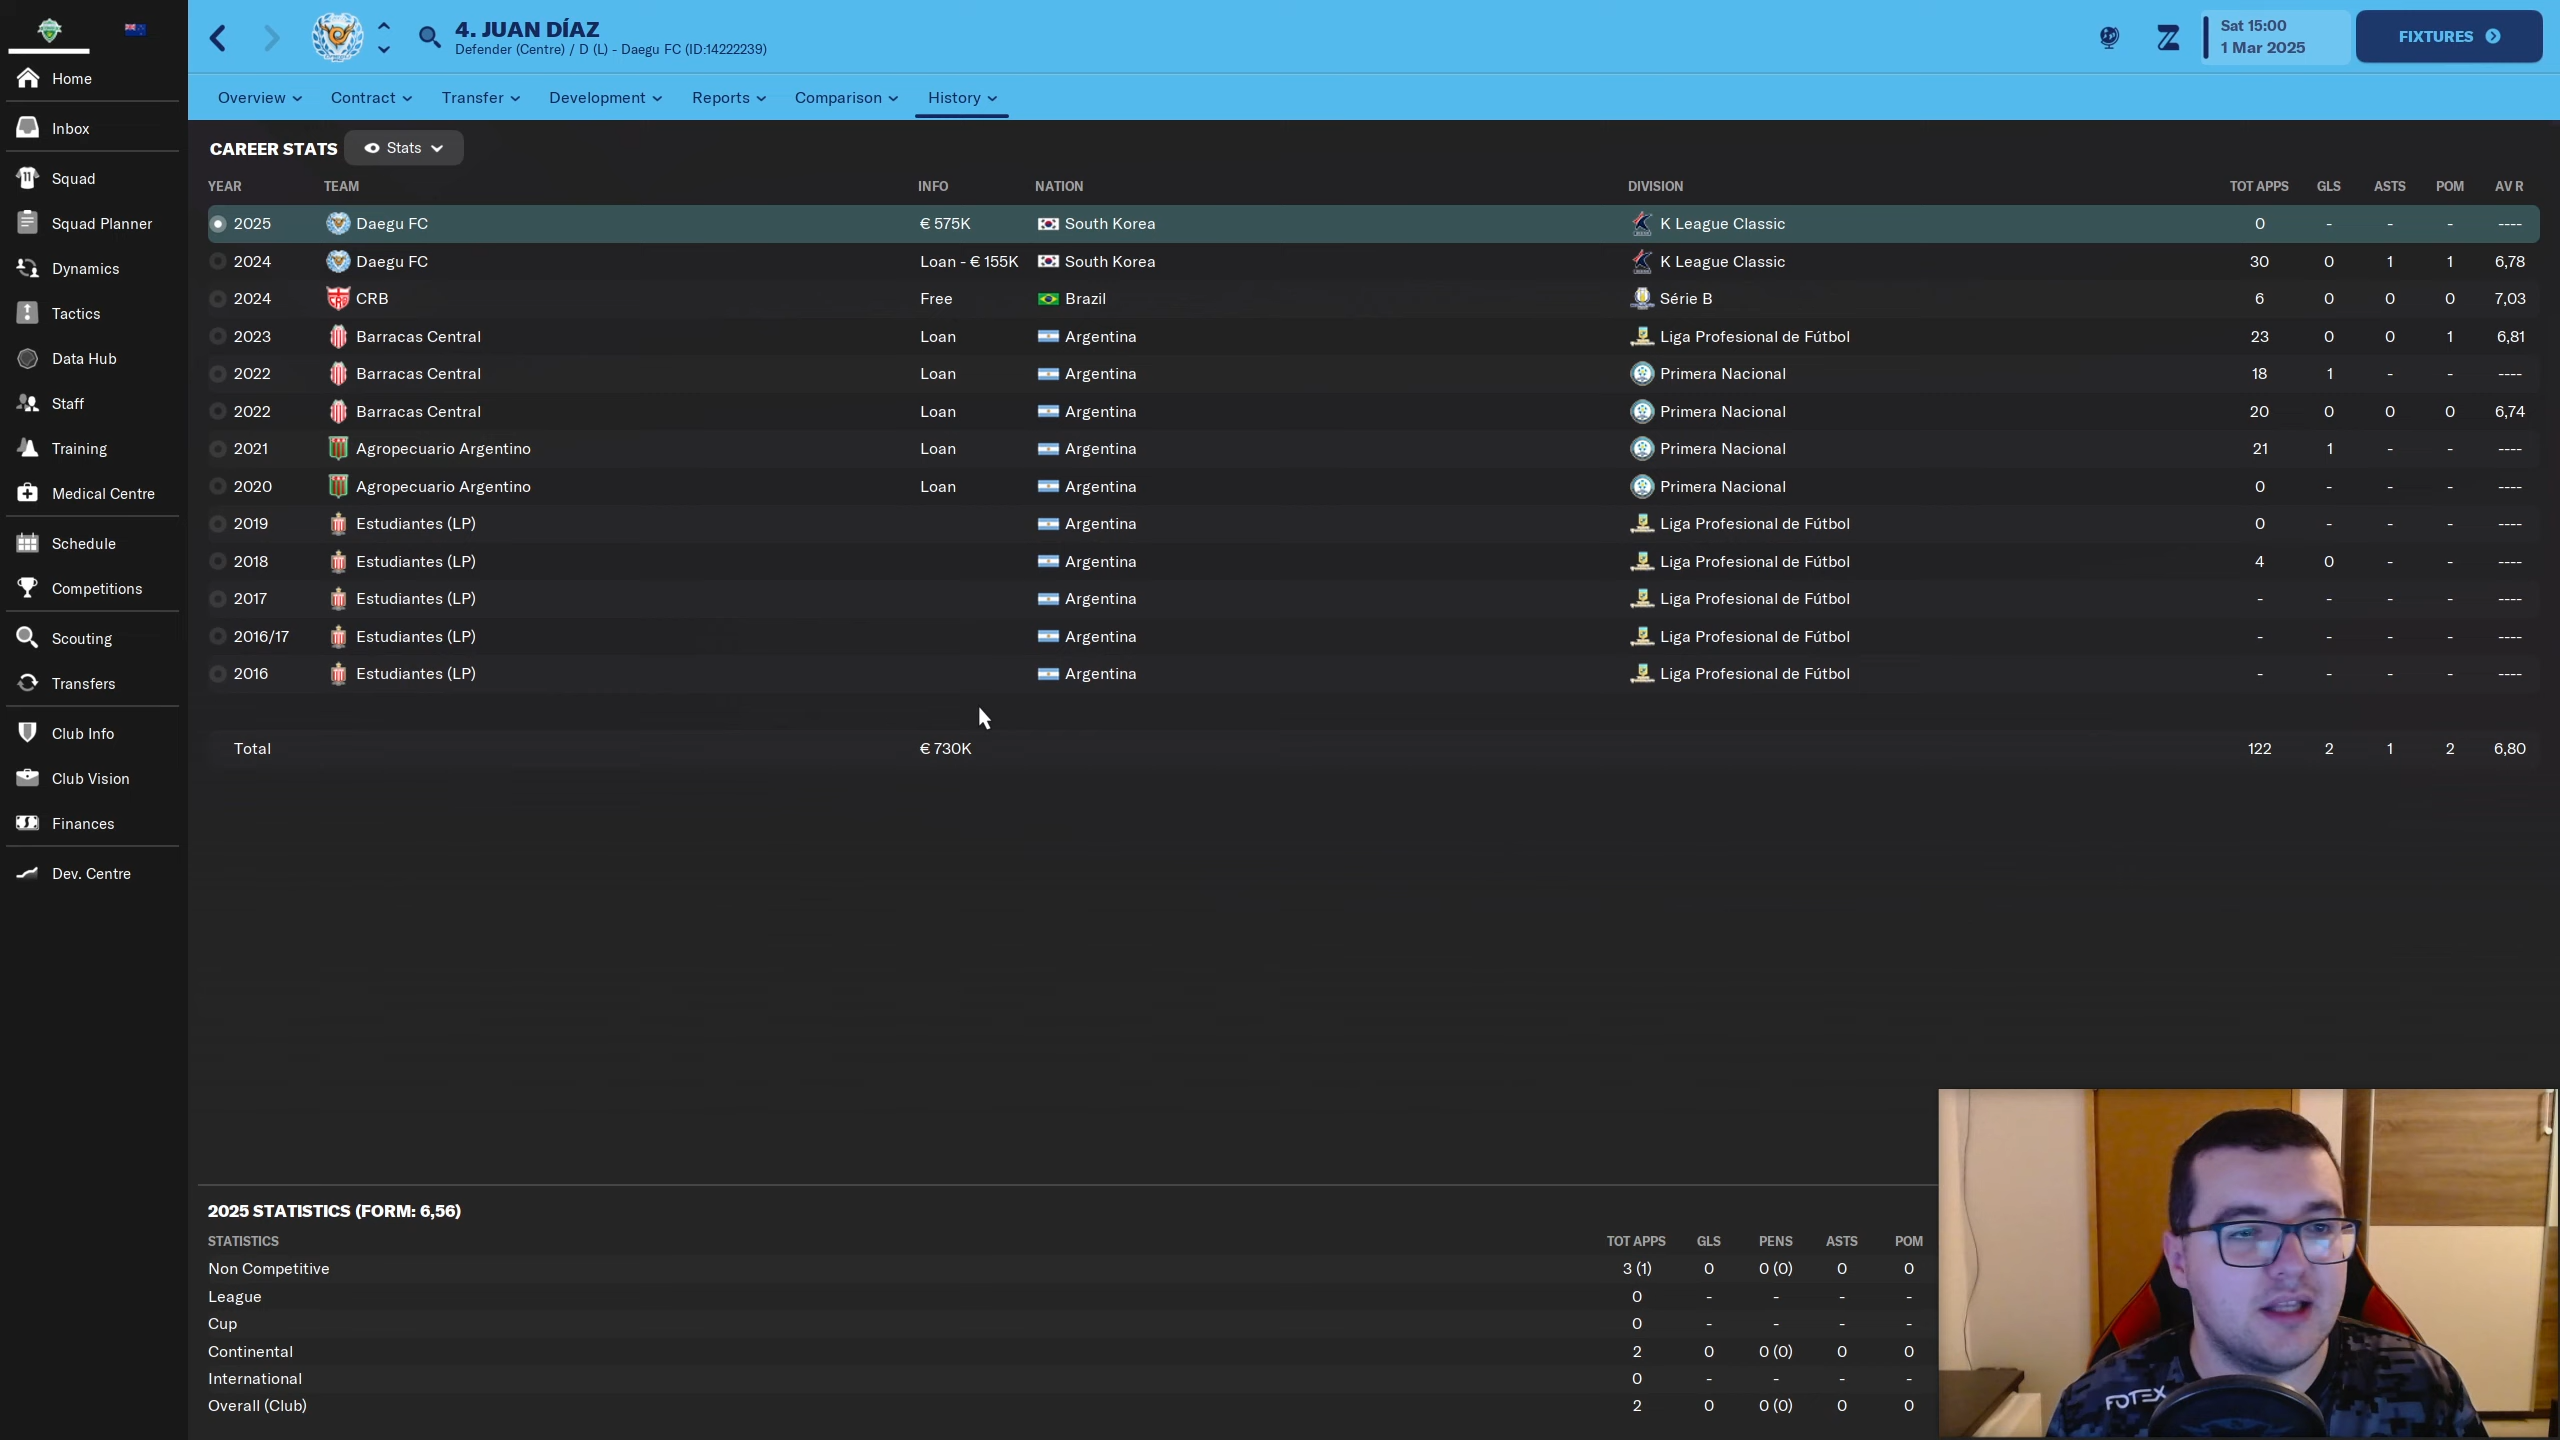 4. JUAN DÍAZ
Defender (Centre) / D (L) - Daegu FC (ID:14222239)
Sat 15:00
1 Mar 2025
FIXTURES
Home
Inbox
Squad
Squad Planner
Dynamics
Tactics
Data Hub
Staff
Training
Medical Centre
Schedule
Competitions
Scouting
Transfers
Club Info
Club Vision
Finances
Dev. Centre
Overview Contract Transfer Development Reports Comparison History
CAREER STATS Stats
YEAR TEAM INFO NATION DIVISION TOT APPS GLS ASTS POM AV R
2025 Daegu FC € 575K South Korea K League Classic 0 - - - ----
2024 Daegu FC Loan - € 155K South Korea K League Classic 30 0 1 1 6,78
2024 CRB Free Brazil Série B 6 0 0 0 7,03
2023 Barracas Central Loan Argentina Liga Profesional de Fútbol 23 0 0 1 6,81
2022 Barracas Central Loan Argentina Primera Nacional 18 1 - - ----
2022 Barracas Central Loan Argentina Primera Nacional 20 0 0 0 6,74
2021 Agropecuario Argentino Loan Argentina Primera Nacional 21 1 - - ----
2020 Agropecuario Argentino Loan Argentina Primera Nacional 0 - - - ----
2019 Estudiantes (LP) Argentina Liga Profesional de Fútbol 0 - - - ----
2018 Estudiantes (LP) Argentina Liga Profesional de Fútbol 4 0 - - ----
2017 Estudiantes (LP) Argentina Liga Profesional de Fútbol - - - - ----
2016/17 Estudiantes (LP) Argentina Liga Profesional de Fútbol - - - - ----
2016 Estudiantes (LP) Argentina Liga Profesional de Fútbol - - - - ----
Total € 730K 122 2 1 2 6,80
2025 STATISTICS (FORM: 6,56)
STATISTICS TOT APPS GLS PENS ASTS POM
Non Competitive 3 (1) 0 0 (0) 0 0
League 0 - - - -
Cup 0 - - - -
Continental 2 0 0 (0) 0 0
International 0 - - - -
Overall (Club) 2 0 0 (0) 0 0
FOTEX